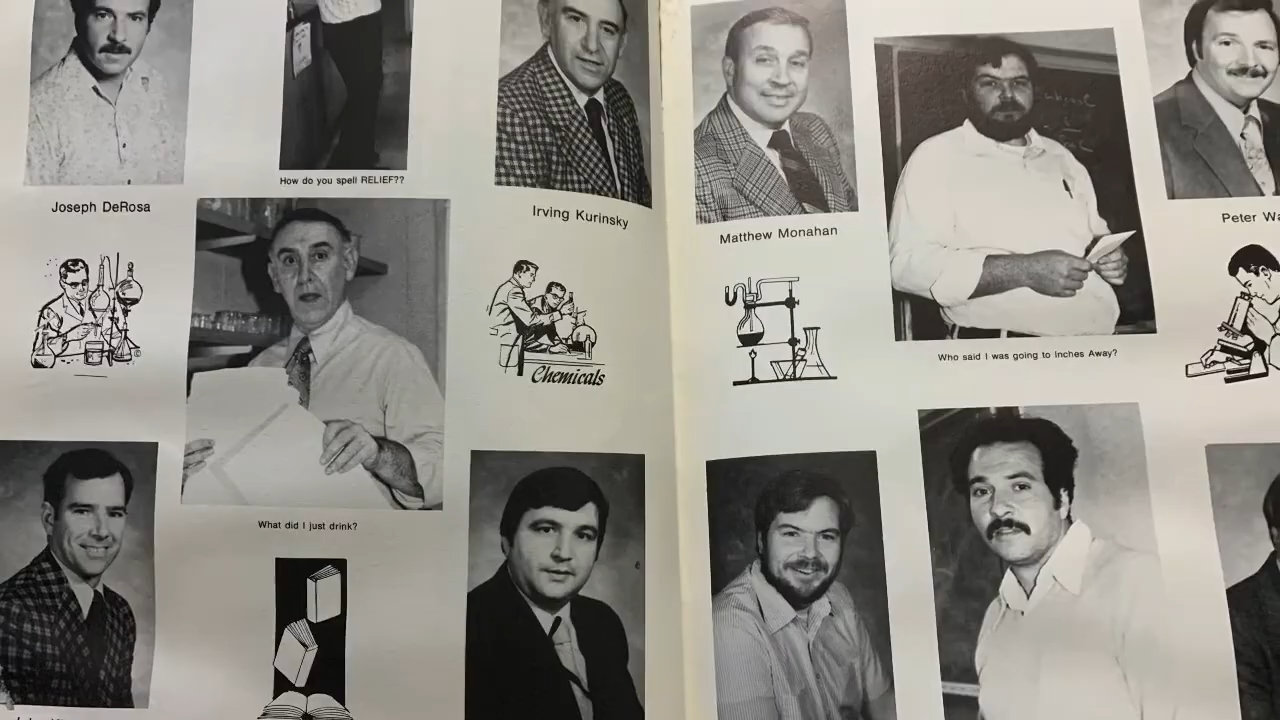 How do you spell RELIEF??
Joseph DeRosa
Irving Kurinsky
Matthew Monahan
Peter
Chemicals
Who said I was going to Inches Away?
What did I just drink?